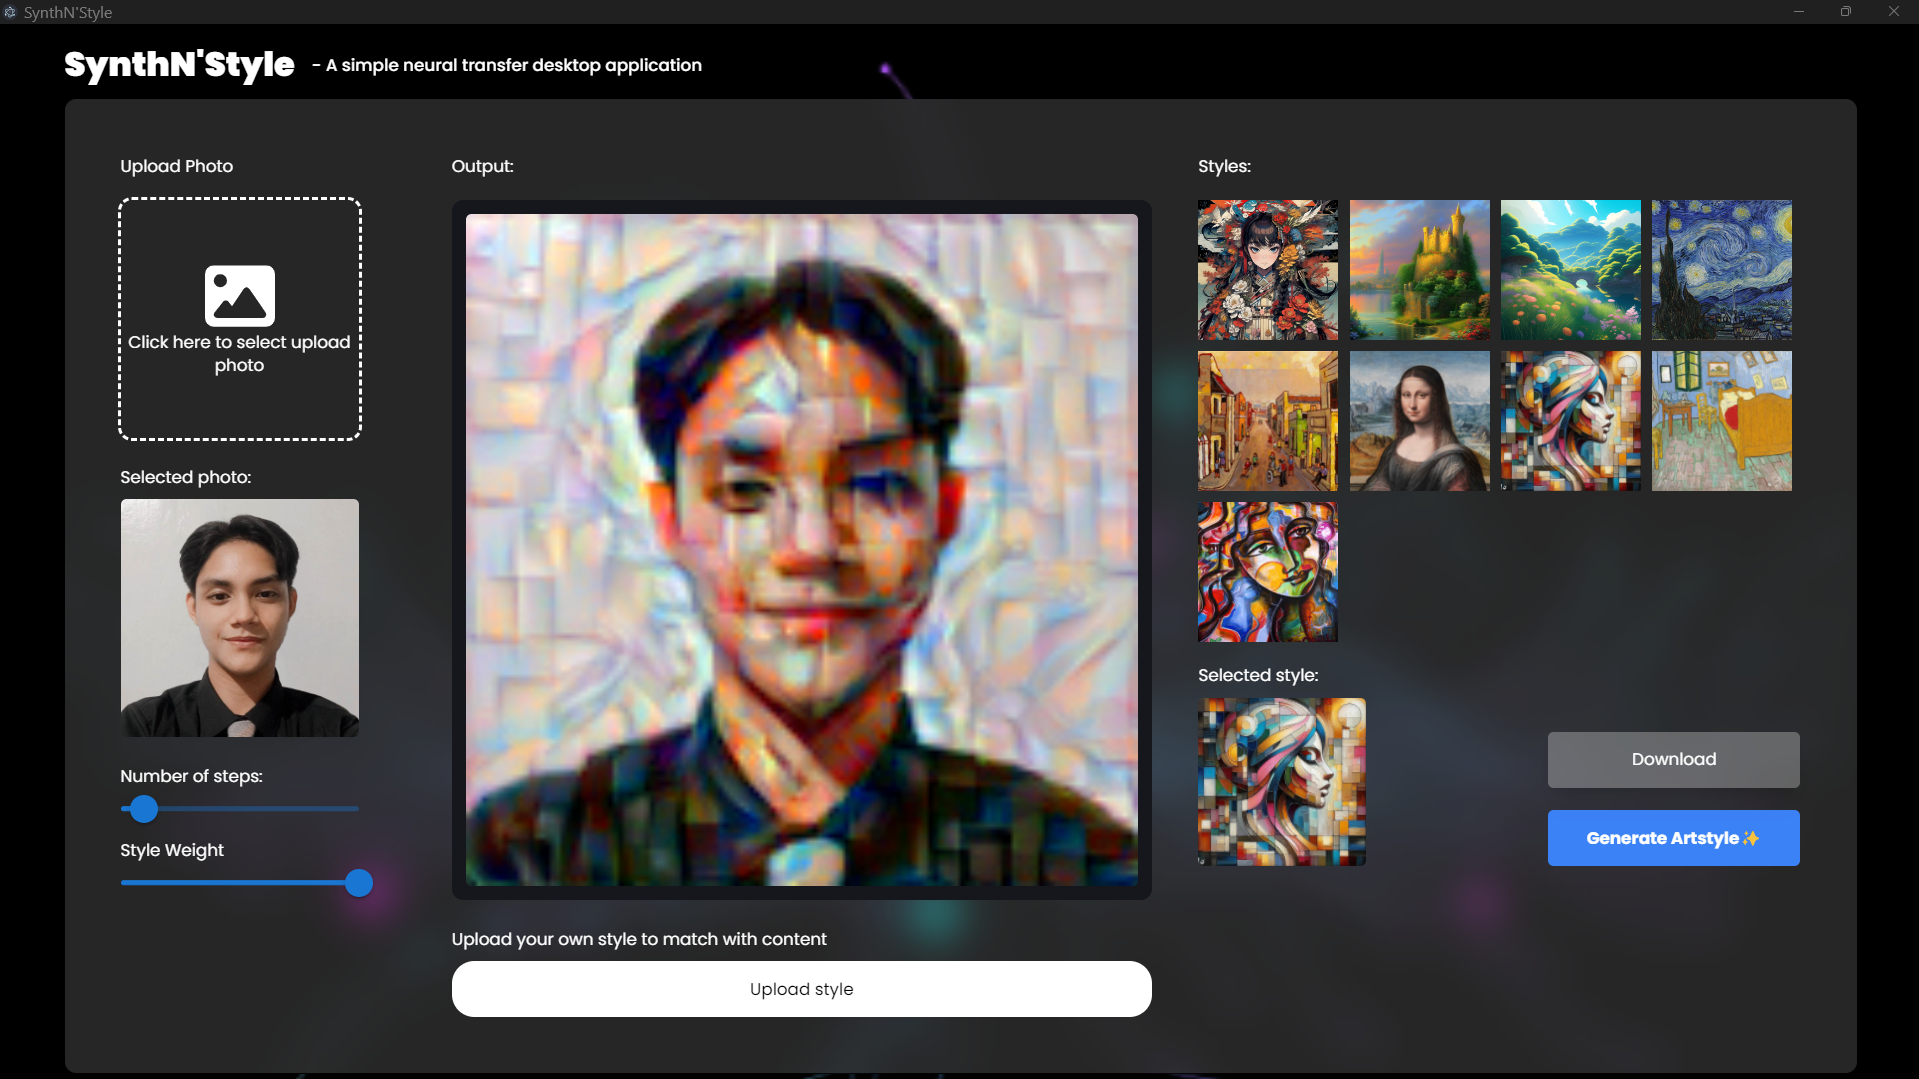 SynthN'Style
SynthN'Style - A simple neural transfer desktop application
Upload Photo
Click here to select upload
photo
Selected photo:
Number of steps:
Style Weight
Output:
Upload your own style to match with content
Upload style
Styles:
Selected style:
Download
Generate Artstyle✨